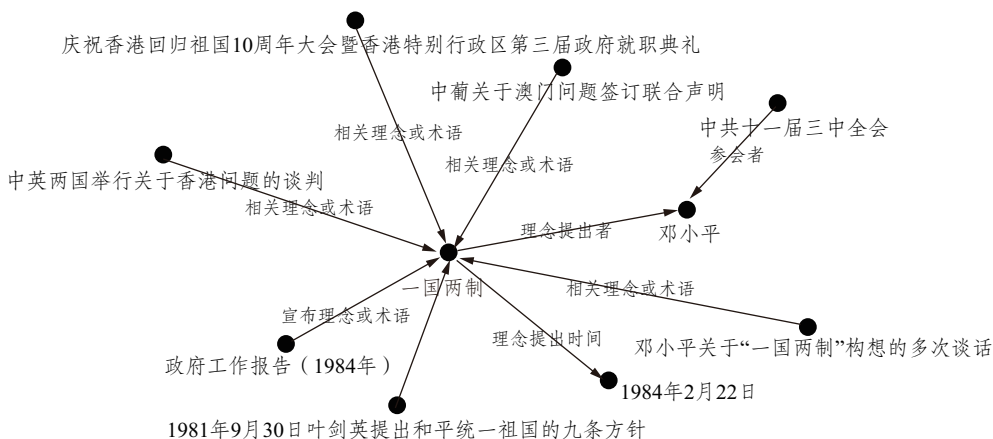 庆祝香港回归祖国10周年大会暨香港特别行政区第三届政府就职典礼
中葡关于澳门问题签订联合声明
中共十一届三中全会
相关理念或术语
参会者
相关理念或术语
中英两国举行关于香港问题的谈判
相关理念或术语
理念提出者
邓小平
一国两制
相关理念或术语
宣布理念或术语
理念提出时间
邓小平关于“一国两制”构想的多次谈话
政府工作报告（1984年）
1984年2月22日
1981年9月30日叶剑英提出和平统一祖国的九条方针